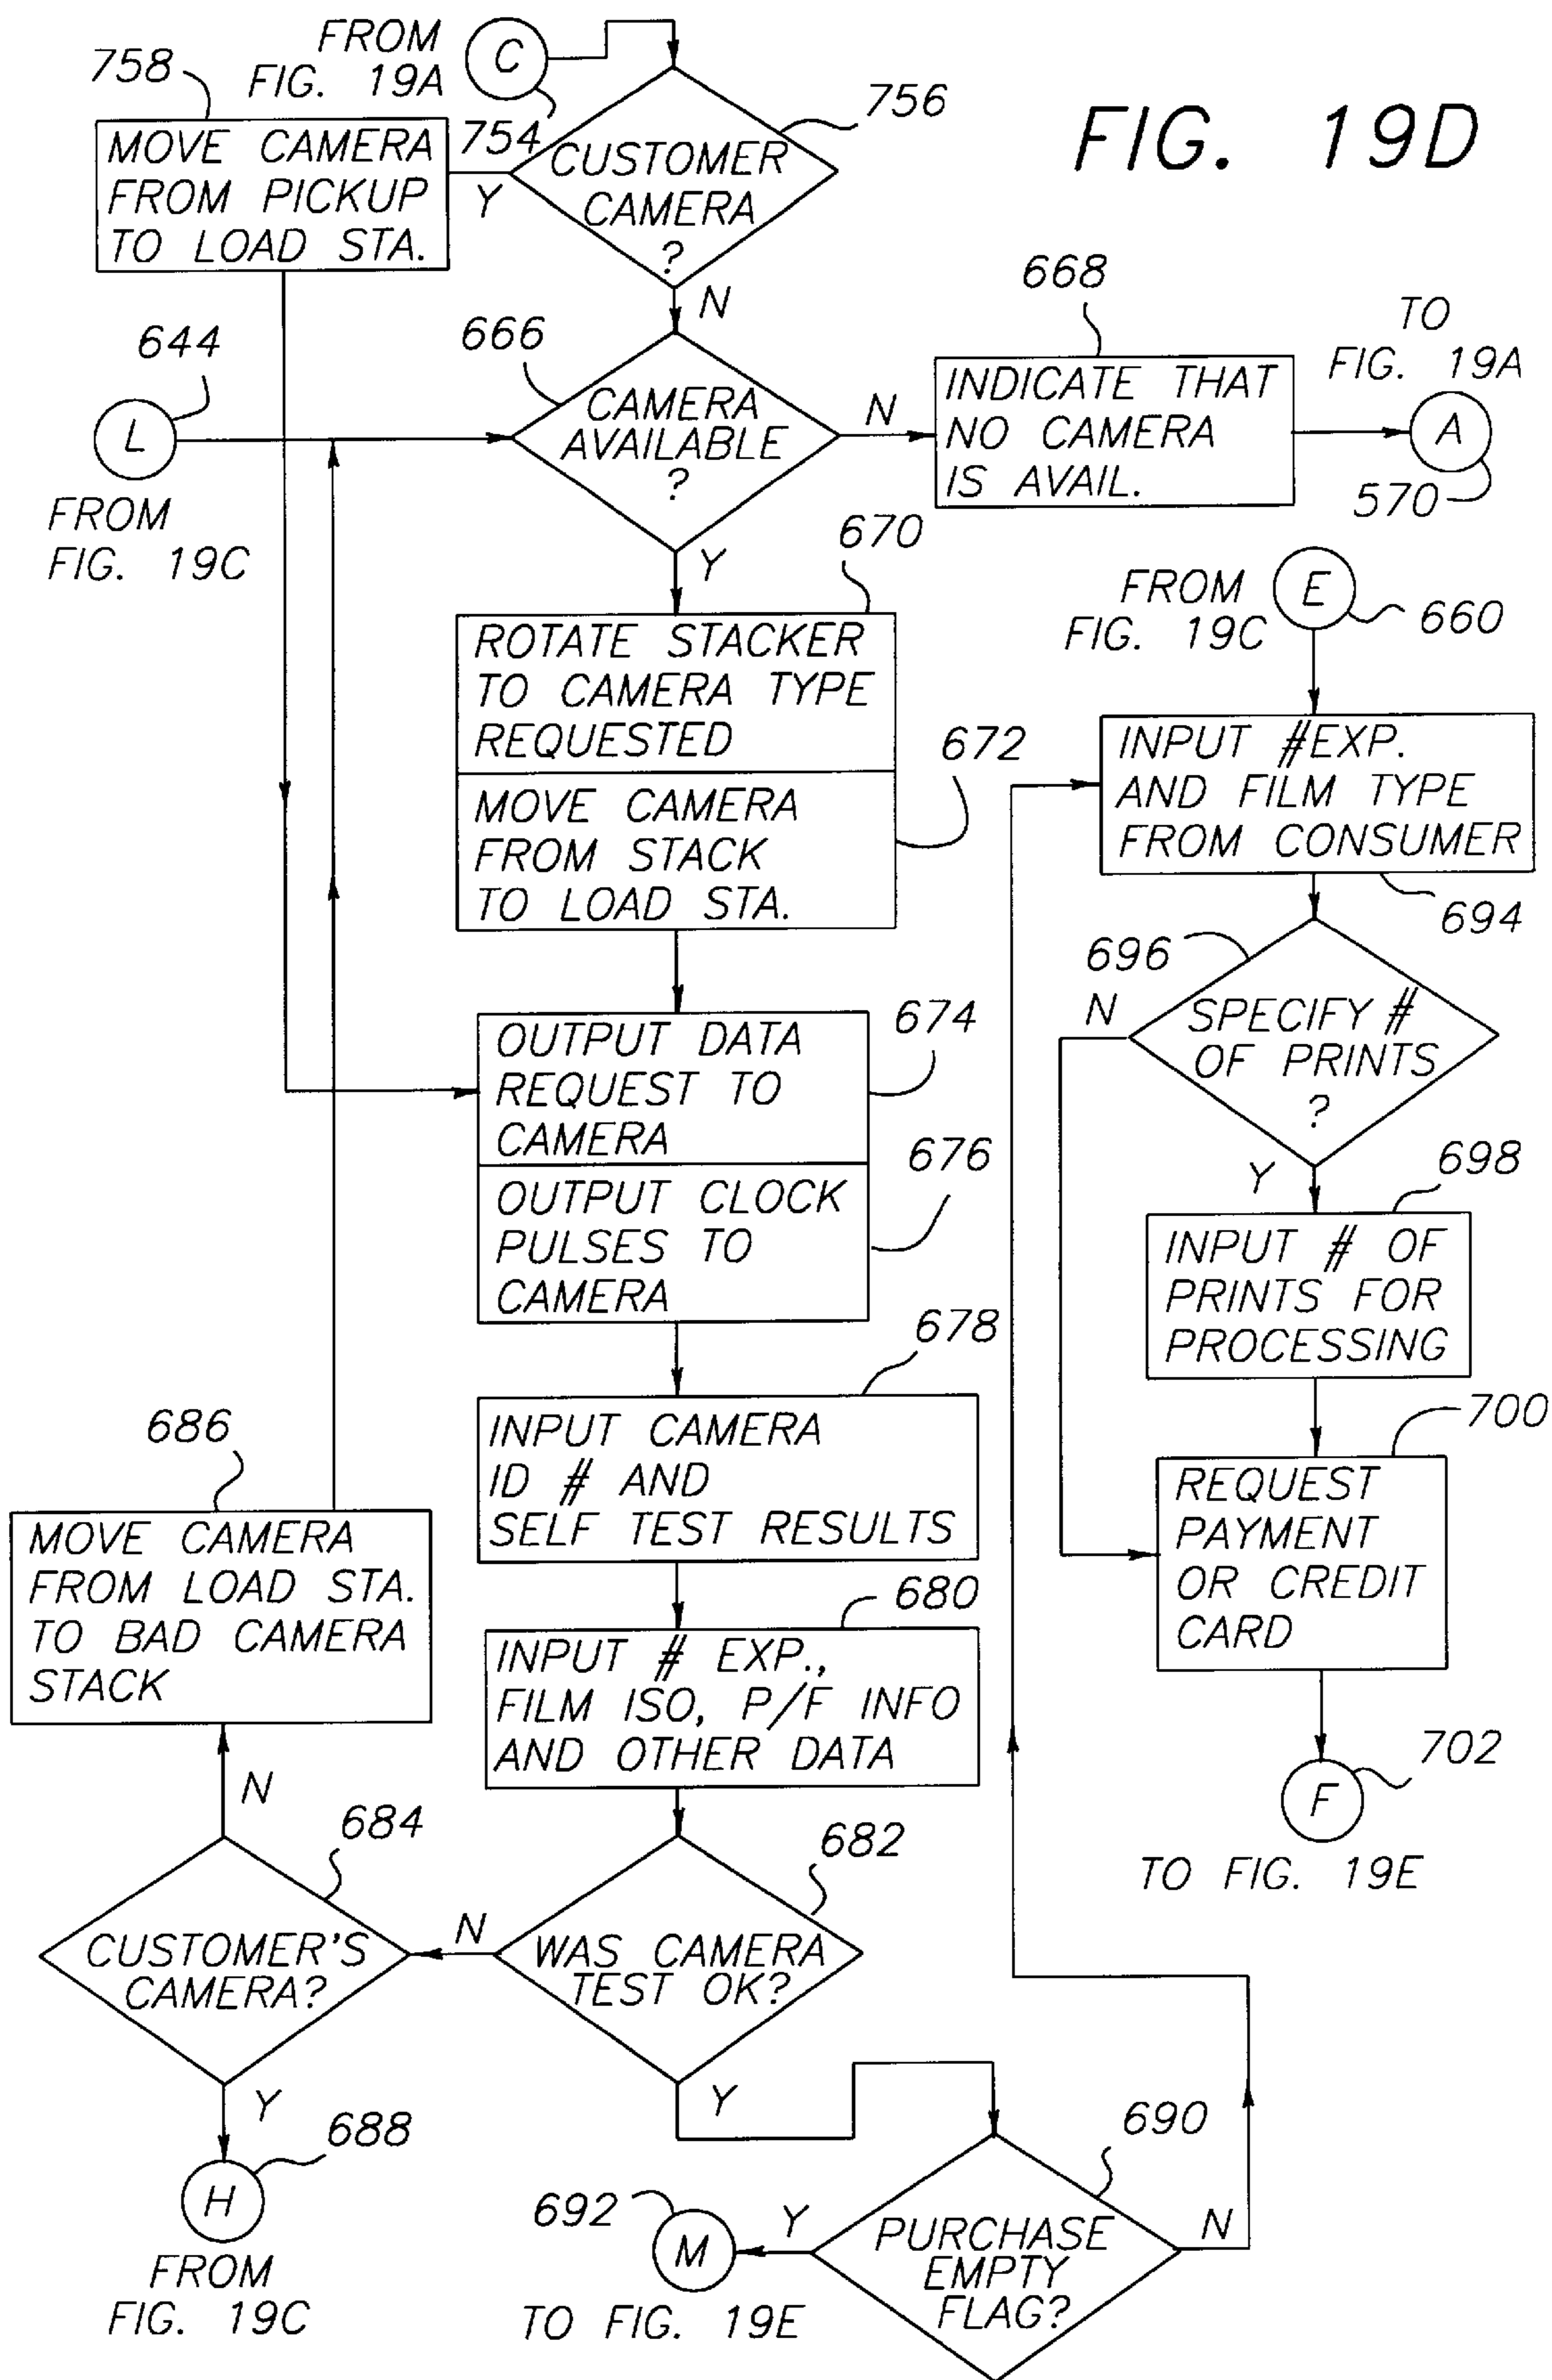 FIG. 19D
FROM
FIG. 19A
C
754
758
MOVE CAMERA
FROM PICKUP
TO LOAD STA.
756
CUSTOMER
CAMERA
?
Y
N
644
L
FROM
FIG. 19C
666
CAMERA
AVAILABLE
?
N
Y
668
INDICATE THAT
NO CAMERA
IS AVAIL.
TO
FIG. 19A
A
570
670
ROTATE STACKER
TO CAMERA TYPE
REQUESTED
672
MOVE CAMERA
FROM STACK
TO LOAD STA.
674
OUTPUT DATA
REQUEST TO
CAMERA
676
OUTPUT CLOCK
PULSES TO
CAMERA
678
INPUT CAMERA
ID # AND
SELF TEST RESULTS
680
INPUT # EXP.,
FILM ISO, P/F INFO
AND OTHER DATA
682
WAS CAMERA
TEST OK?
N
Y
684
CUSTOMER'S
CAMERA?
N
Y
686
MOVE CAMERA
FROM LOAD STA.
TO BAD CAMERA
STACK
688
H
FROM
FIG. 19C
690
PURCHASE
EMPTY
FLAG?
Y
N
692
M
TO FIG. 19E
FROM
FIG. 19C
E
660
INPUT #EXP.
AND FILM TYPE
FROM CONSUMER
694
696
SPECIFY #
OF PRINTS
?
N
Y
698
INPUT # OF
PRINTS FOR
PROCESSING
700
REQUEST
PAYMENT
OR CREDIT
CARD
702
F
TO FIG. 19E